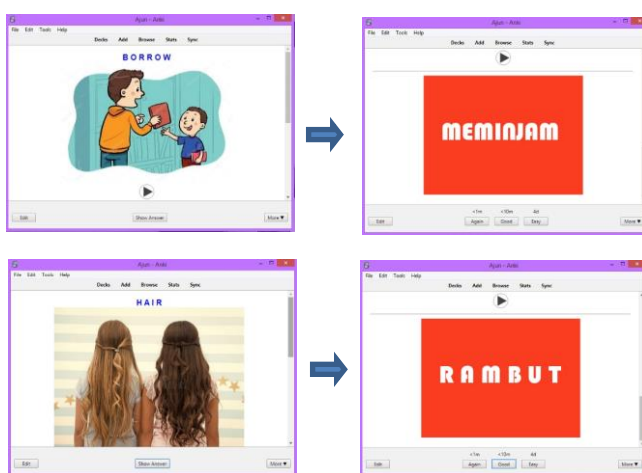 Ajun - Anki
File Edit Tools Help
Decks Add Browse Stats Sync
BORROW
Edit Show Answer More ▼
Ajun - Anki
File Edit Tools Help
Decks Add Browse Stats Sync
MEMINJAM
<1m <10m 4d
Edit Again Good Easy More ▼
Ajun - Anki
File Edit Tools Help
Decks Add Browse Stats Sync
HAIR
Edit Show Answer More ▼
Ajun - Anki
File Edit Tools Help
Decks Add Browse Stats Sync
RAMBUT
<1m <10m 4d
Edit Again Good Easy More ▼